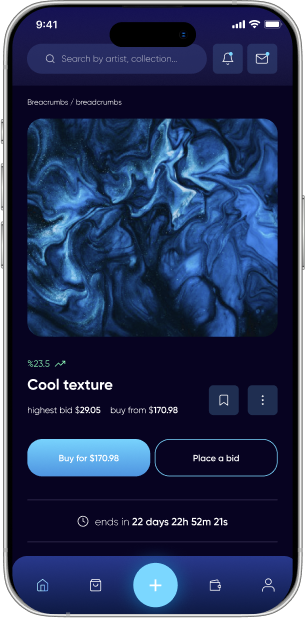 9:41
Search by artist, collection...
Breacrumbs / breadcrumbs
%23.5
Cool texture
highest bid $29.05 buy from $170.98
Buy for $170.98
Place a bid
ends in 22 days 22h 52m 21s